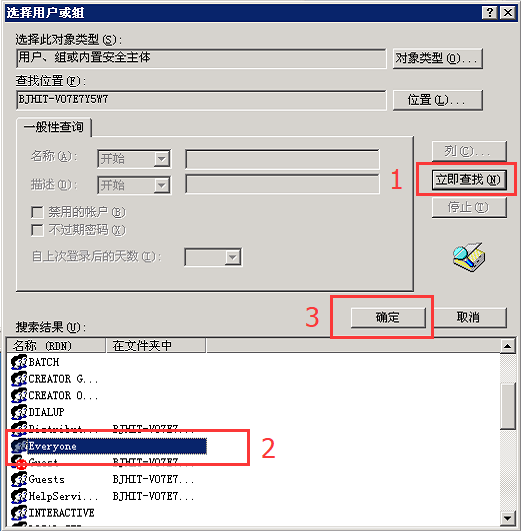 选择用户或组
选择此对象类型(S):
用户、组或内置安全主体
对象类型(O)...
查找位置(F):
BJHIT-VO7E7Y5W7
位置(L)...
一般性查询
名称(A):
开始
描述(D):
开始
禁用的帐户(B)
不过期密码(X)
自上次登录后的天数(I):
列(C)...
1
立即查找(N)
停止(T)
3
确定
取消
搜索结果(U):
名称 (RDN) 在文件夹中
BATCH
CREATOR G...
CREATOR O...
DIALUP
Distribut... BJHIT-VO7E7...
Everyone
2
Guest BJHIT-VO7E7...
Guests BJHIT-VO7E7...
HelpServi... BJHIT-VO7E7...
INTERACTIVE